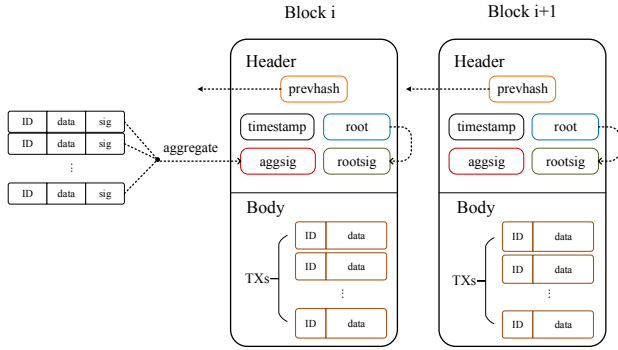 Block i
Block i+1
ID data sig
ID data sig
⋮
ID data sig
aggregate
Header
prevhash
timestamp root
aggsig rootsig
Body
TXs
ID data
ID data
...
ID data
Header
prevhash
timestamp root
aggsig rootsig
Body
TXs
ID data
ID data
...
ID data